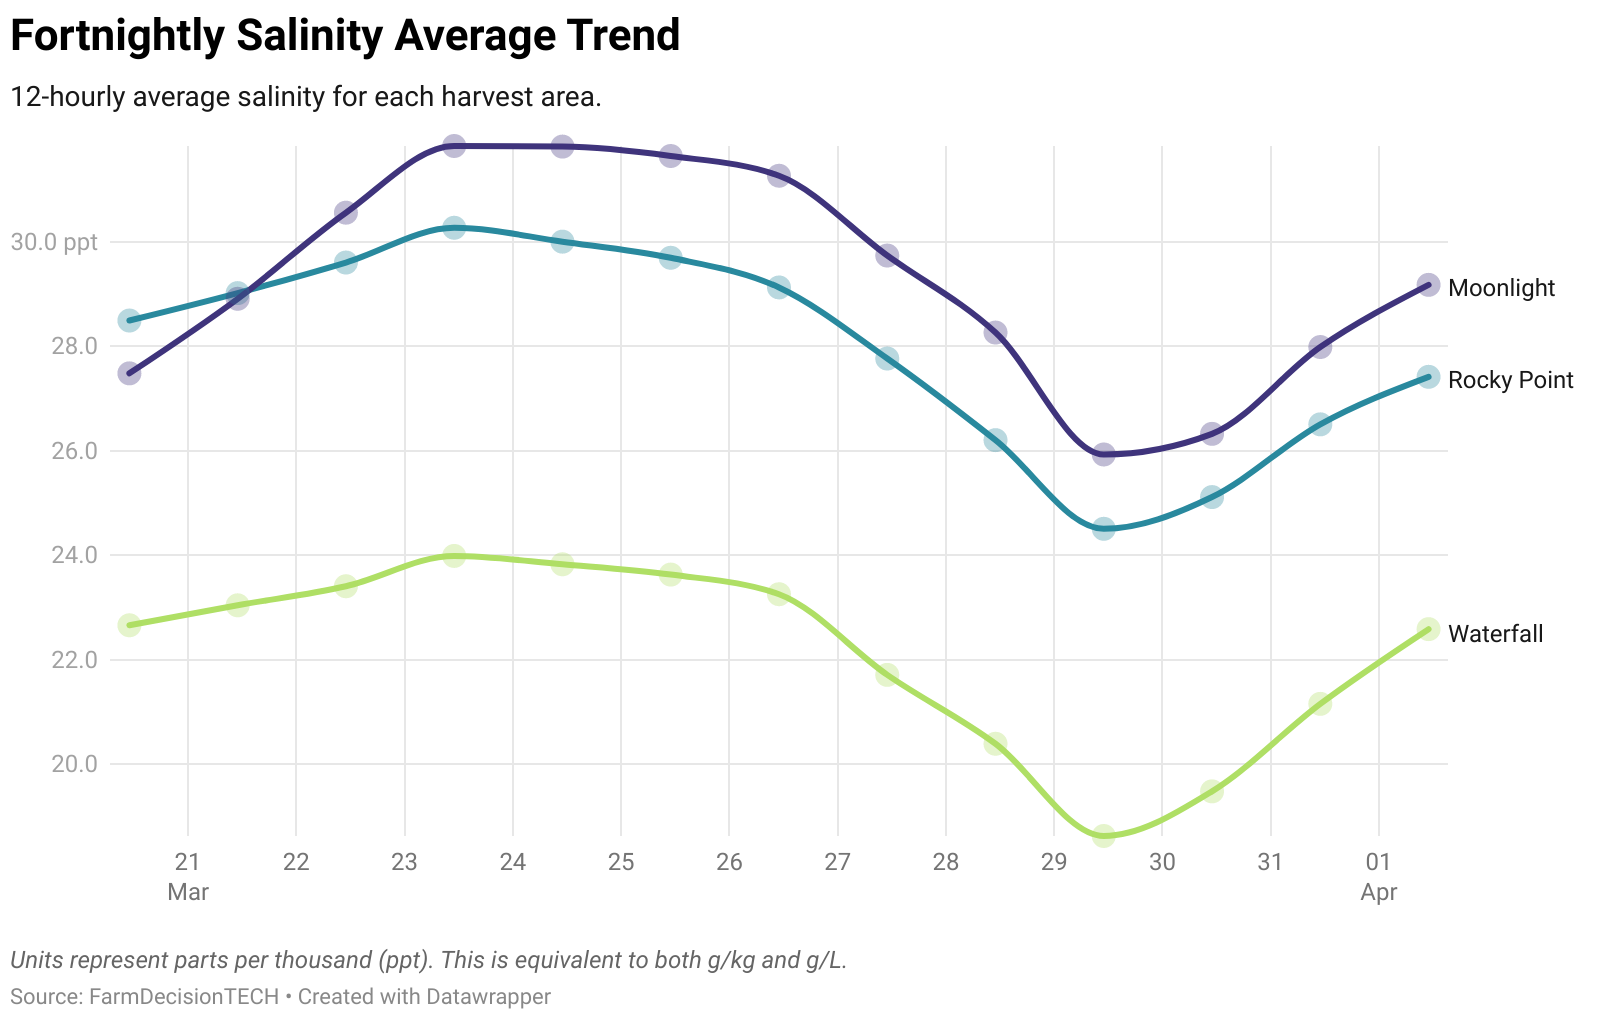 Fortnightly Salinity Average Trend
12-hourly average salinity for each harvest area.
30.0 ppt
28.0
26.0
24.0
22.0
20.0
Moonlight
Rocky Point
Waterfall
21 22 23 24 25 26 27 28 29 30 31 01
Mar Apr
Units represent parts per thousand (ppt). This is equivalent to both g/kg and g/L.
Source: FarmDecisionTECH • Created with Datawrapper